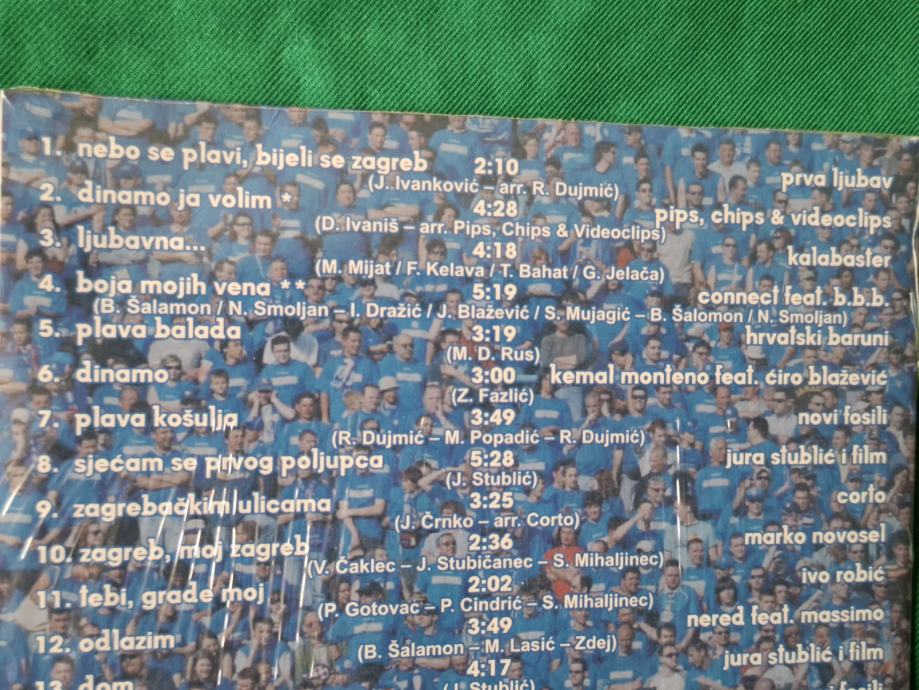 1. nebo se plavi, bijeli se zagreb 2:10 prva ljubav
(J. Ivanković – arr. R. Dujmić)
2. dinamo ja volim * 4:28 pips, chips & videoclips
(D. Ivaniš – arr. Pips, Chips & Videoclips)
3. ljubavna... 4:18 kalabaster
(M. Mijat / F. Kelava / T. Bahat / G. Jelača)
4. boja mojih vena ** 5:19 connect feat. b.b.b.
(B. Šalamon / N. Smoljan – I. Dražić / J. Blažević / S. Mujagić – B. Šalomon / N. Smoljan)
5. plava balada 3:19 hrvatski baruni
(M. D. Rus)
6. dinamo 3:00 kemal monteno feat. ćiro blažević
(Z. Fazlić)
7. plava košulja 3:49 novi fosili
(R. Dujmić – M. Popadić – R. Dujmić)
8. sjećam se prvog poljupca 5:28 jura stublić i film
(J. Stublić)
9. zagrebačkim ulicama 3:25 corto
(J. Črnko – arr. Corto)
10. zagreb, moj zagreb 2:36 marko novosel
(V. Čaklec – J. Stubičanec – S. Mihaljinec)
11. tebi, grade moj 2:02 ivo robić
(P. Gotovac – P. Cindrić – S. Mihaljinec)
12. odlazim 3:49 nered feat. massimo
(B. Šalamon – M. Lasić – Zdej)
13. dom 4:17 jura stublić i film
(J. Stublić)
fosili